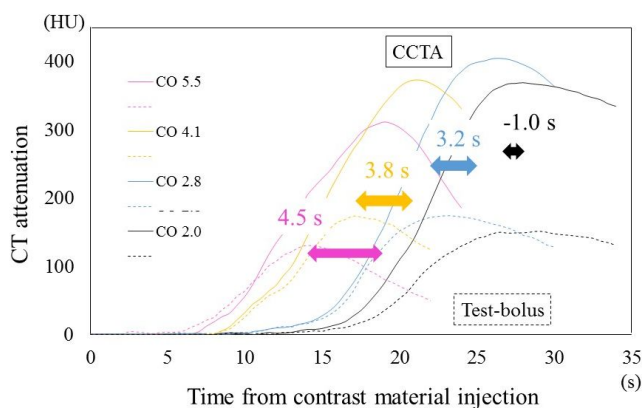 (HU)
400
300
200
100
0
CT attenuation
CO 5.5
CO 4.1
CO 2.8
CO 2.0
CCTA
4.5 s
3.8 s
3.2 s
-1.0 s
Test-bolus
0 5 10 15 20 25 30 35
(s)
Time from contrast material injection